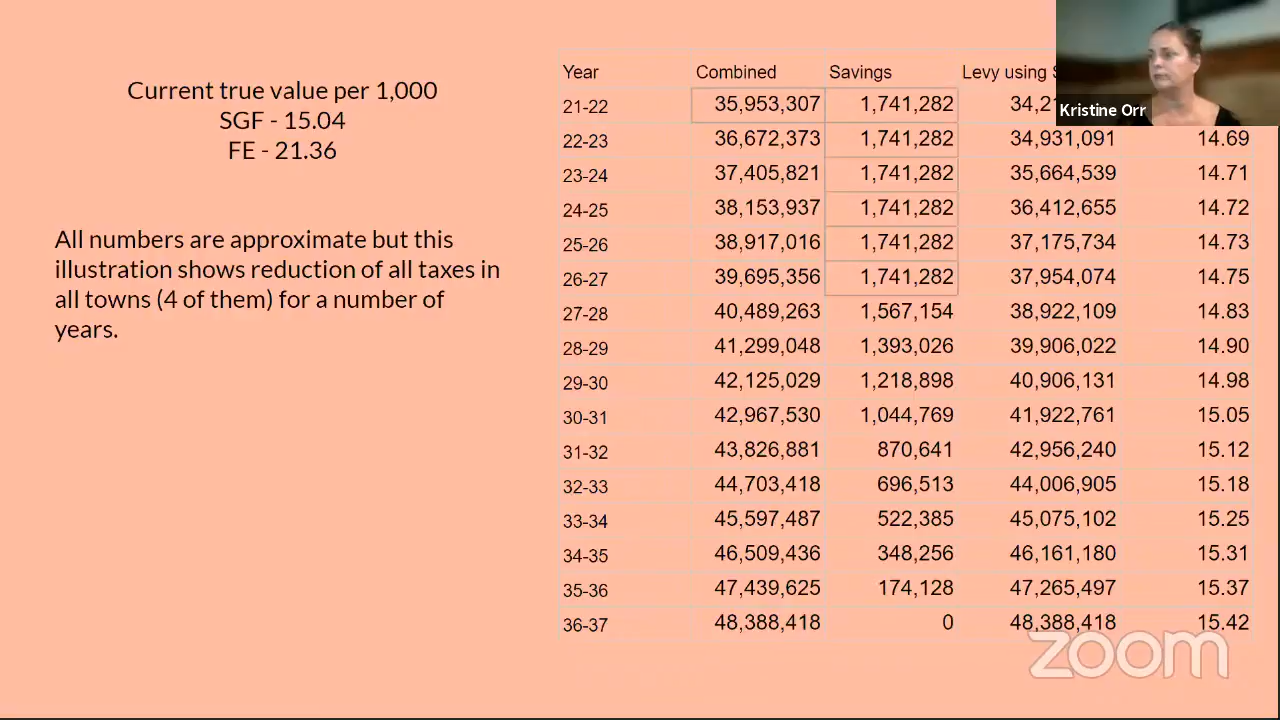 Current true value per 1,000
SGF - 15.04
FE - 21.36
All numbers are approximate but this
illustration shows reduction of all taxes in
all towns (4 of them) for a number of
years.
Year Combined Savings Levy using
21-22 35,953,307 1,741,282
22-23 36,672,373 1,741,282 34,931,091 14.69
23-24 37,405,821 1,741,282 35,664,539 14.71
24-25 38,153,937 1,741,282 36,412,655 14.72
25-26 38,917,016 1,741,282 37,175,734 14.73
26-27 39,695,356 1,741,282 37,954,074 14.75
27-28 40,489,263 1,567,154 38,922,109 14.83
28-29 41,299,048 1,393,026 39,906,022 14.90
29-30 42,125,029 1,218,898 40,906,131 14.98
30-31 42,967,530 1,044,769 41,922,761 15.05
31-32 43,826,881 870,641 42,956,240 15.12
32-33 44,703,418 696,513 44,006,905 15.18
33-34 45,597,487 522,385 45,075,102 15.25
34-35 46,509,436 348,256 46,161,180 15.31
35-36 47,439,625 174,128 47,265,497 15.37
36-37 48,388,418 0 48,388,418 15.42
Kristine Orr
zoom